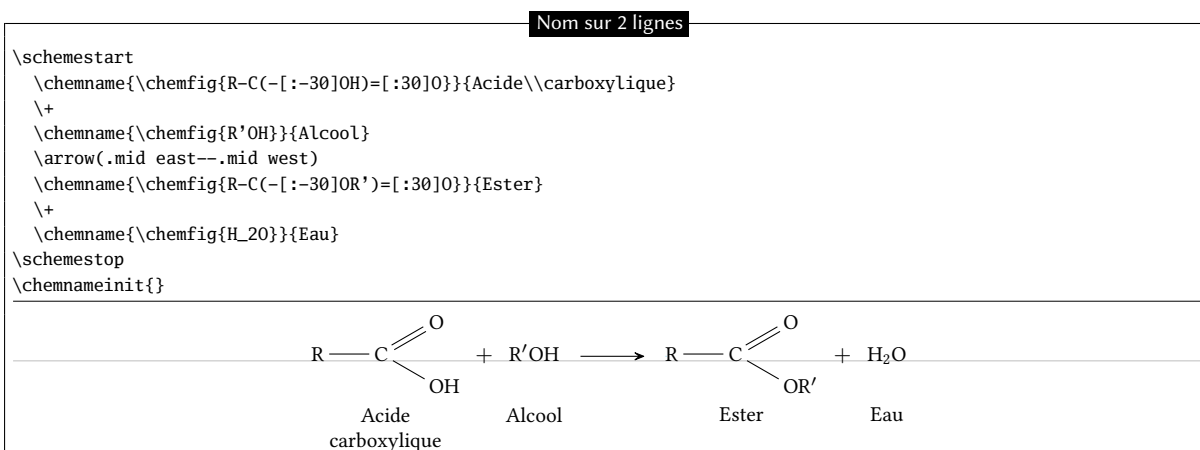 Nom sur 2 lignes
\schemestart
  \chemname{\chemfig{R-C(-[:-30]OH)=[:30]O}}{Acide\\carboxylique}
  \+
  \chemname{\chemfig{R’OH}}{Alcool}
  \arrow(.mid east--.mid west)
  \chemname{\chemfig{R-C(-[:-30]OR’)=[:30]O}}{Ester}
  \+
  \chemname{\chemfig{H_2O}}{Eau}
\schemestop
\chemnameinit{}
O O
R C + R′OH R C + H₂O
OH OR′
Acide Alcool Ester Eau
carboxylique